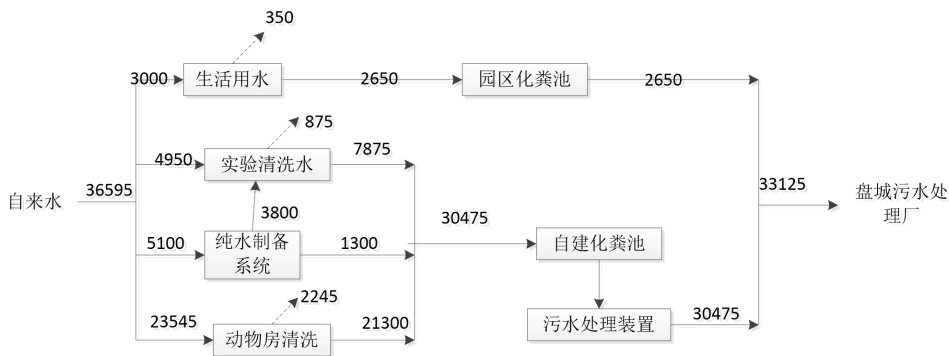 350
3000
生活用水
2650
园区化粪池
2650
875
4950
实验清洗水
7875
自来水
36595
3800
30475
33125
盘城污水处
理厂
5100
纯水制备
系统
1300
自建化粪池
2245
23545
动物房清洗
21300
污水处理装置
30475